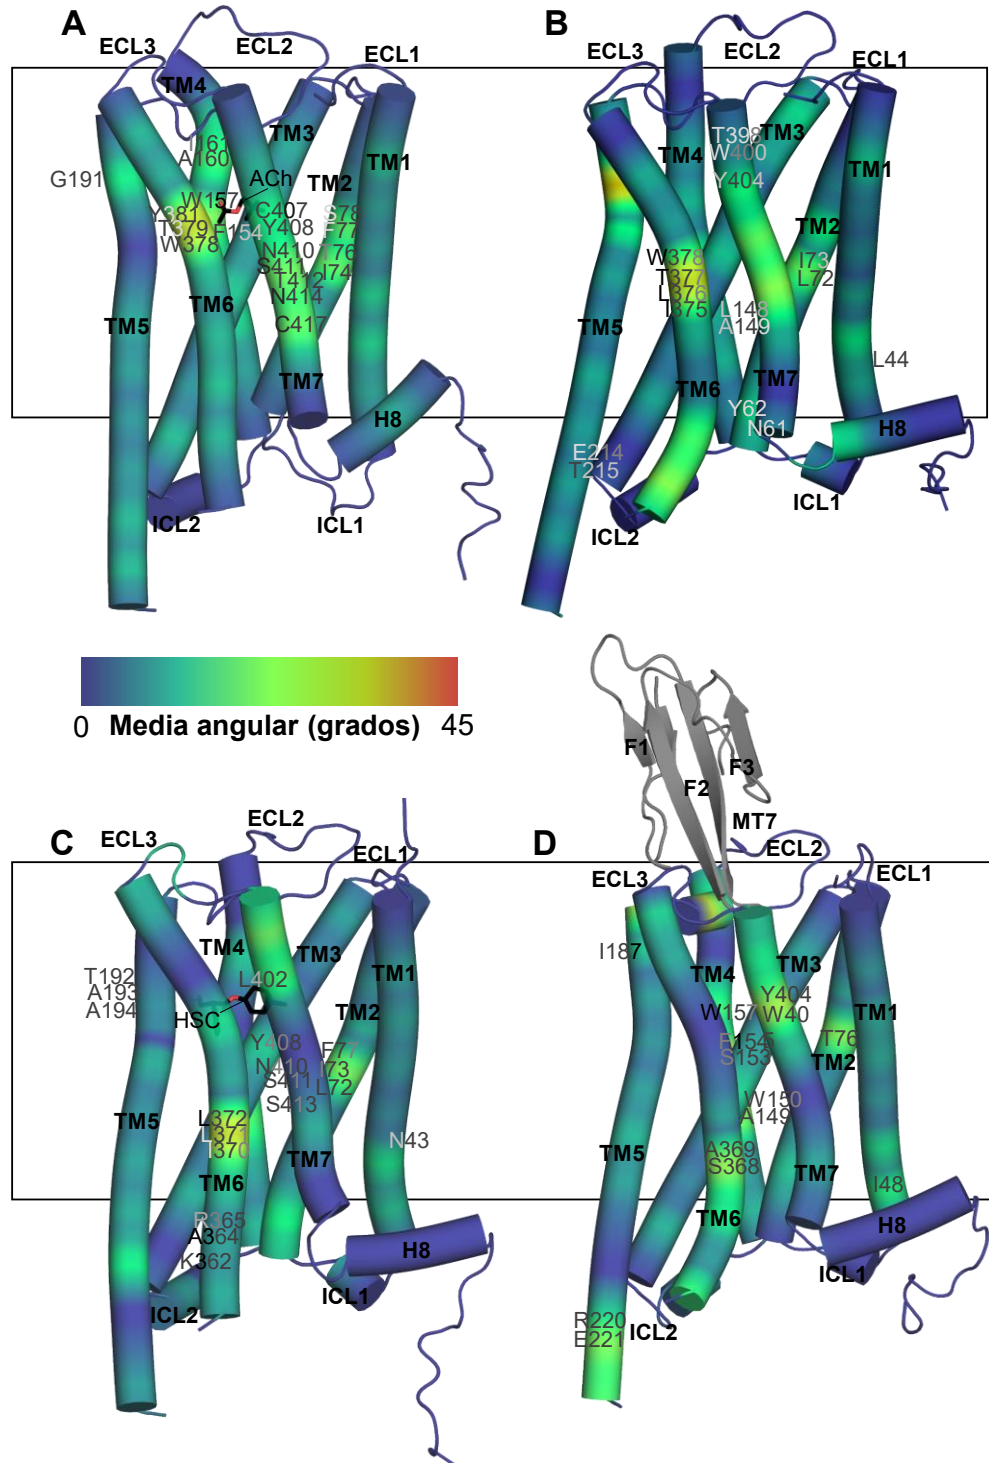 A
ECL3
ECL2
ECL1
TM4
TM3
I161
A160
TM1
G191
ACh
TM2
W157
C407
S78
Y381
F77
T379
F154
Y408
W378
N410
T76
S411
I74
T412
N414
TM6
TM5
C417
TM7
H8
ICL2
ICL1
B
ECL3
ECL2
ECL1
T398
TM3
TM4
W400
TM1
Y404
TM2
W378
I73
T377
L72
L376
I375
L148
TM5
A149
L44
TM6
TM7
Y62
N61
H8
E214
T215
ICL1
ICL2
0 Media angular (grados) 45
C
ECL3
ECL2
ECL1
TM4
TM3
T192
L402
TM1
A193
A194
HSC
TM2
Y408
F77
N410
I73
S411
L72
S413
TM5
L372
L371
N43
I370
TM7
TM6
R365
A364
H8
K362
ICL1
ICL2
D
F1
F3
F2
MT7
ECL2
ECL3
ECL1
I187
TM4
TM3
Y404
W157
W40
TM1
T76
S153
TM2
W150
A149
TM5
A369
S368
TM7
I48
TM6
H8
ICL1
R220
ICL2
E221